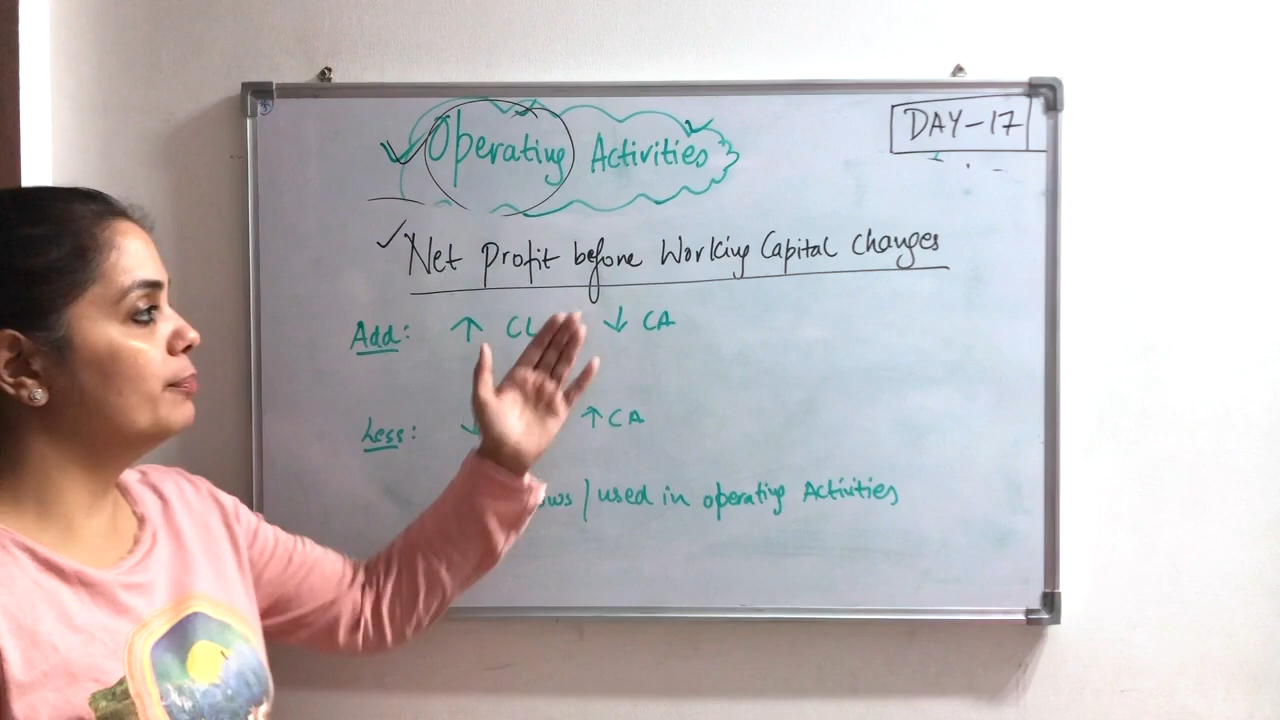 Operating Activities
DAY-17
Net Profit before Working Capital Changes
Add: ↑ CL ↓ CA
Less: ↓ ↑ CA
/ used in operating Activities